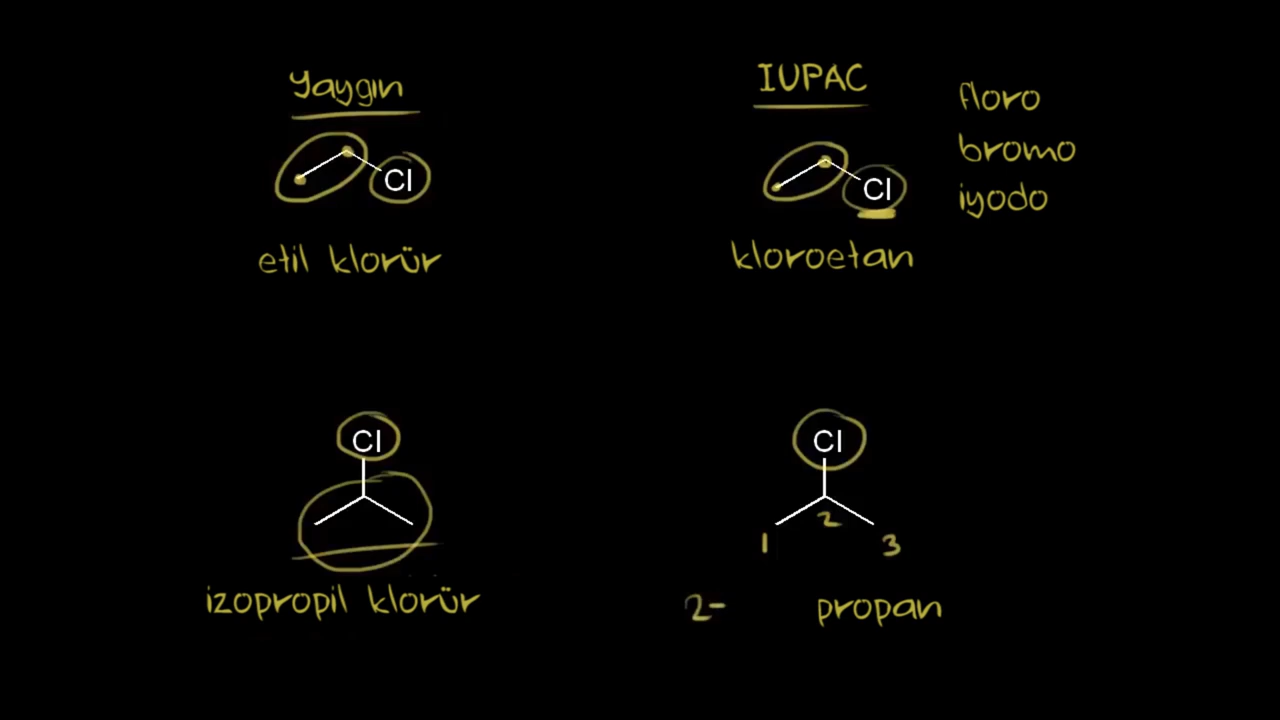 yaygın
Cl
etil klorür
IUPAC
Cl
kloroetan
floro
bromo
iyodo
Cl
izopropil klorür
Cl
1 2 3
2- propan